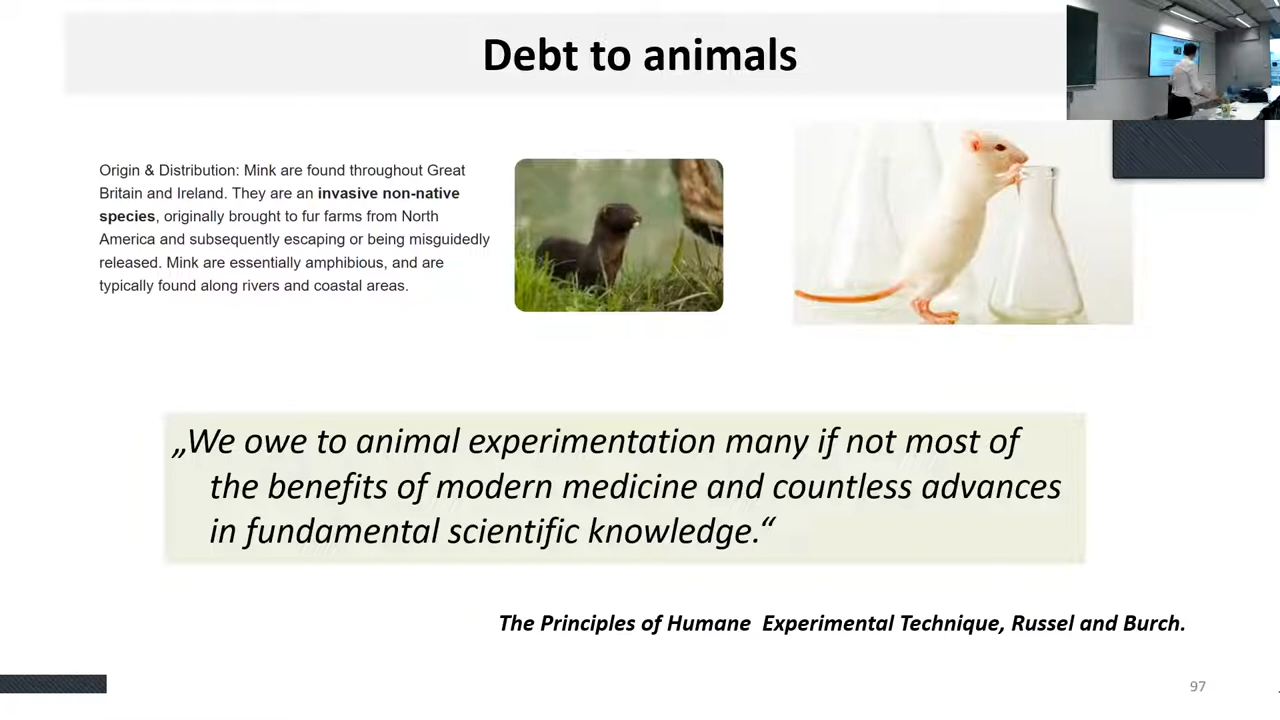 Debt to animals
Origin & Distribution: Mink are found throughout Great
Britain and Ireland. They are an invasive non-native
species, originally brought to fur farms from North
America and subsequently escaping or being misguidedly
released. Mink are essentially amphibious, and are
typically found along rivers and coastal areas.
„We owe to animal experimentation many if not most of
the benefits of modern medicine and countless advances
in fundamental scientific knowledge.“
The Principles of Humane  Experimental Technique, Russel and Burch.
97